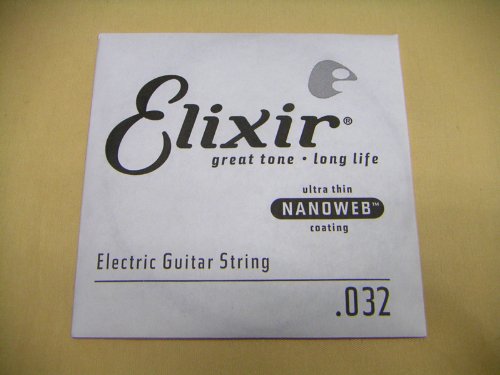 Elixir®
great tone • long life
ultra thin
NANOWEB™
coating
Electric Guitar String
.032